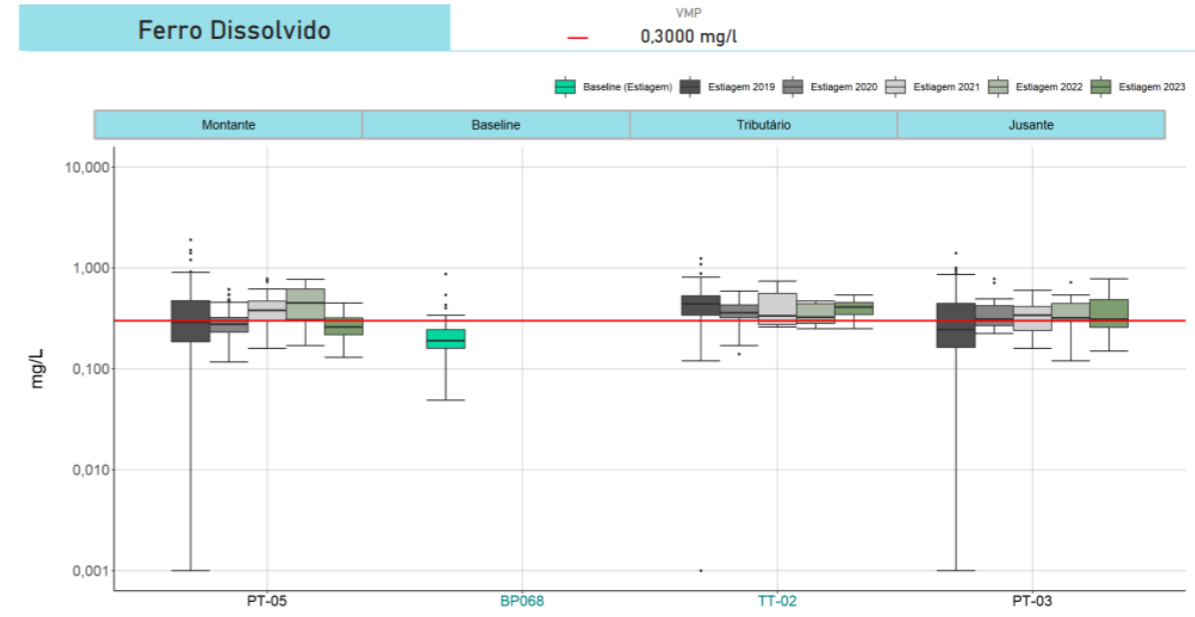 Ferro Dissolvido
VMP
0,3000 mg/l
Baseline (Estiagem) Estiagem 2019 Estiagem 2020 Estiagem 2021 Estiagem 2022 Estiagem 2023
Montante Baseline Tributário Jusante
10,000
1,000
0,100
0,010
0,001
mg/L
PT-05 BP068 TT-02 PT-03